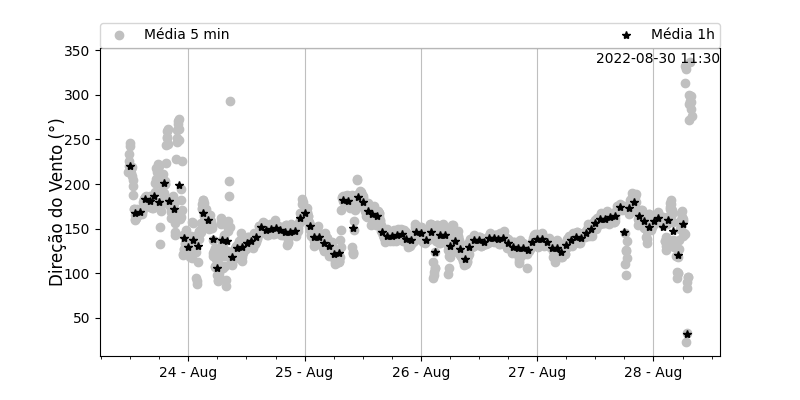 Média 5 min
Média 1h
2022-08-30 11:30
Direção do Vento (°)
350
300
250
200
150
100
50
24 - Aug
25 - Aug
26 - Aug
27 - Aug
28 - Aug